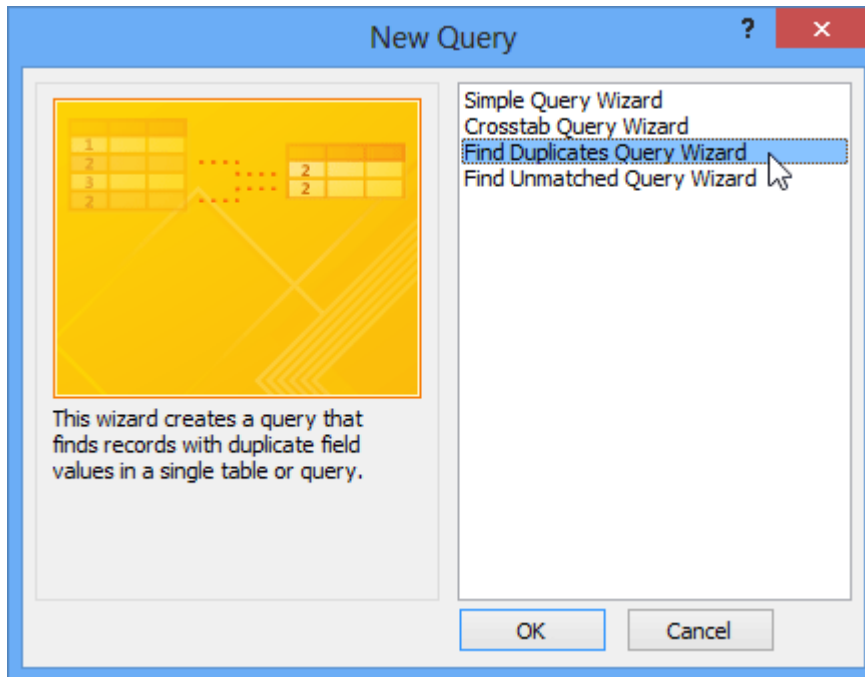 New Query
?
1
2
3
2
2
2
This wizard creates a query that
finds records with duplicate field
values in a single table or query.
Simple Query Wizard
Crosstab Query Wizard
Find Duplicates Query Wizard
Find Unmatched Query Wizard
OK
Cancel